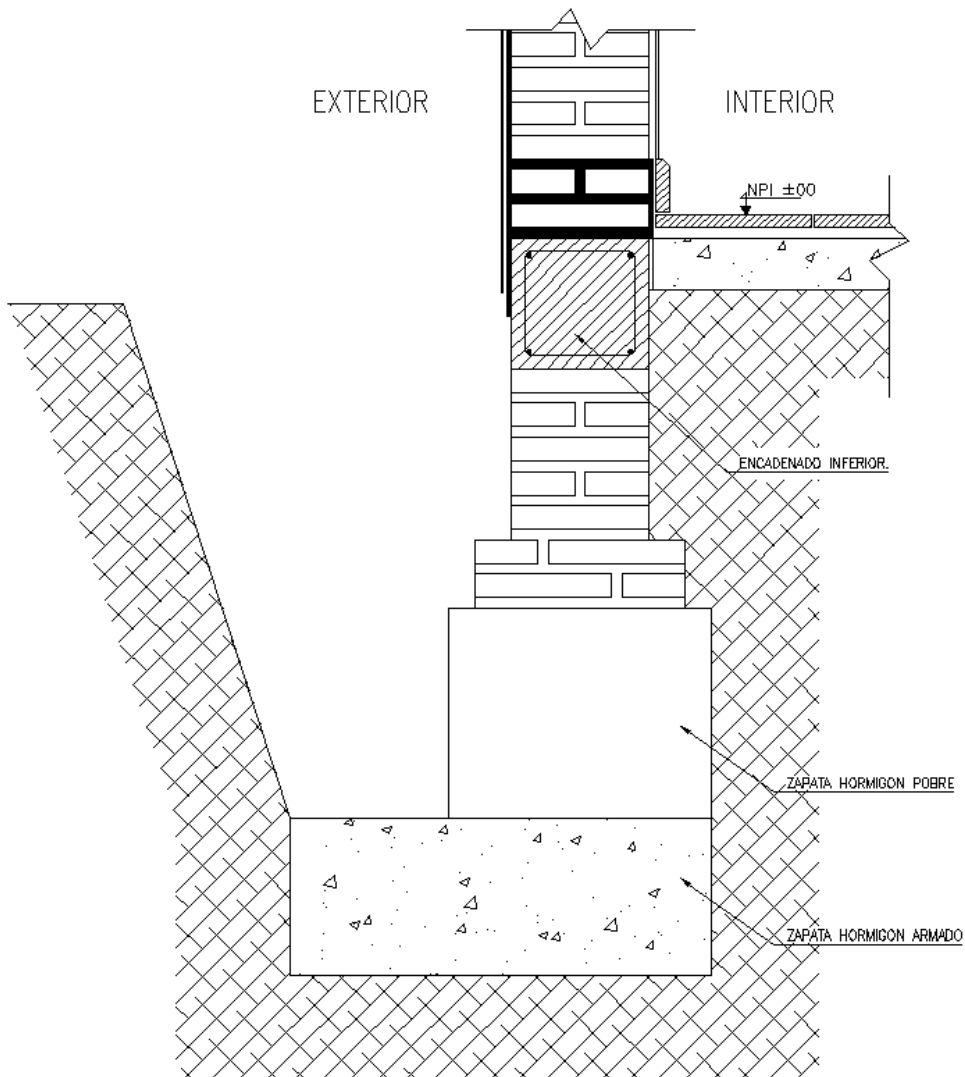 EXTERIOR
INTERIOR
NPI ±00
ENCADENADO INFERIOR.
ZAPATA HORMIGON POBRE
ZAPATA HORMIGON ARMADO